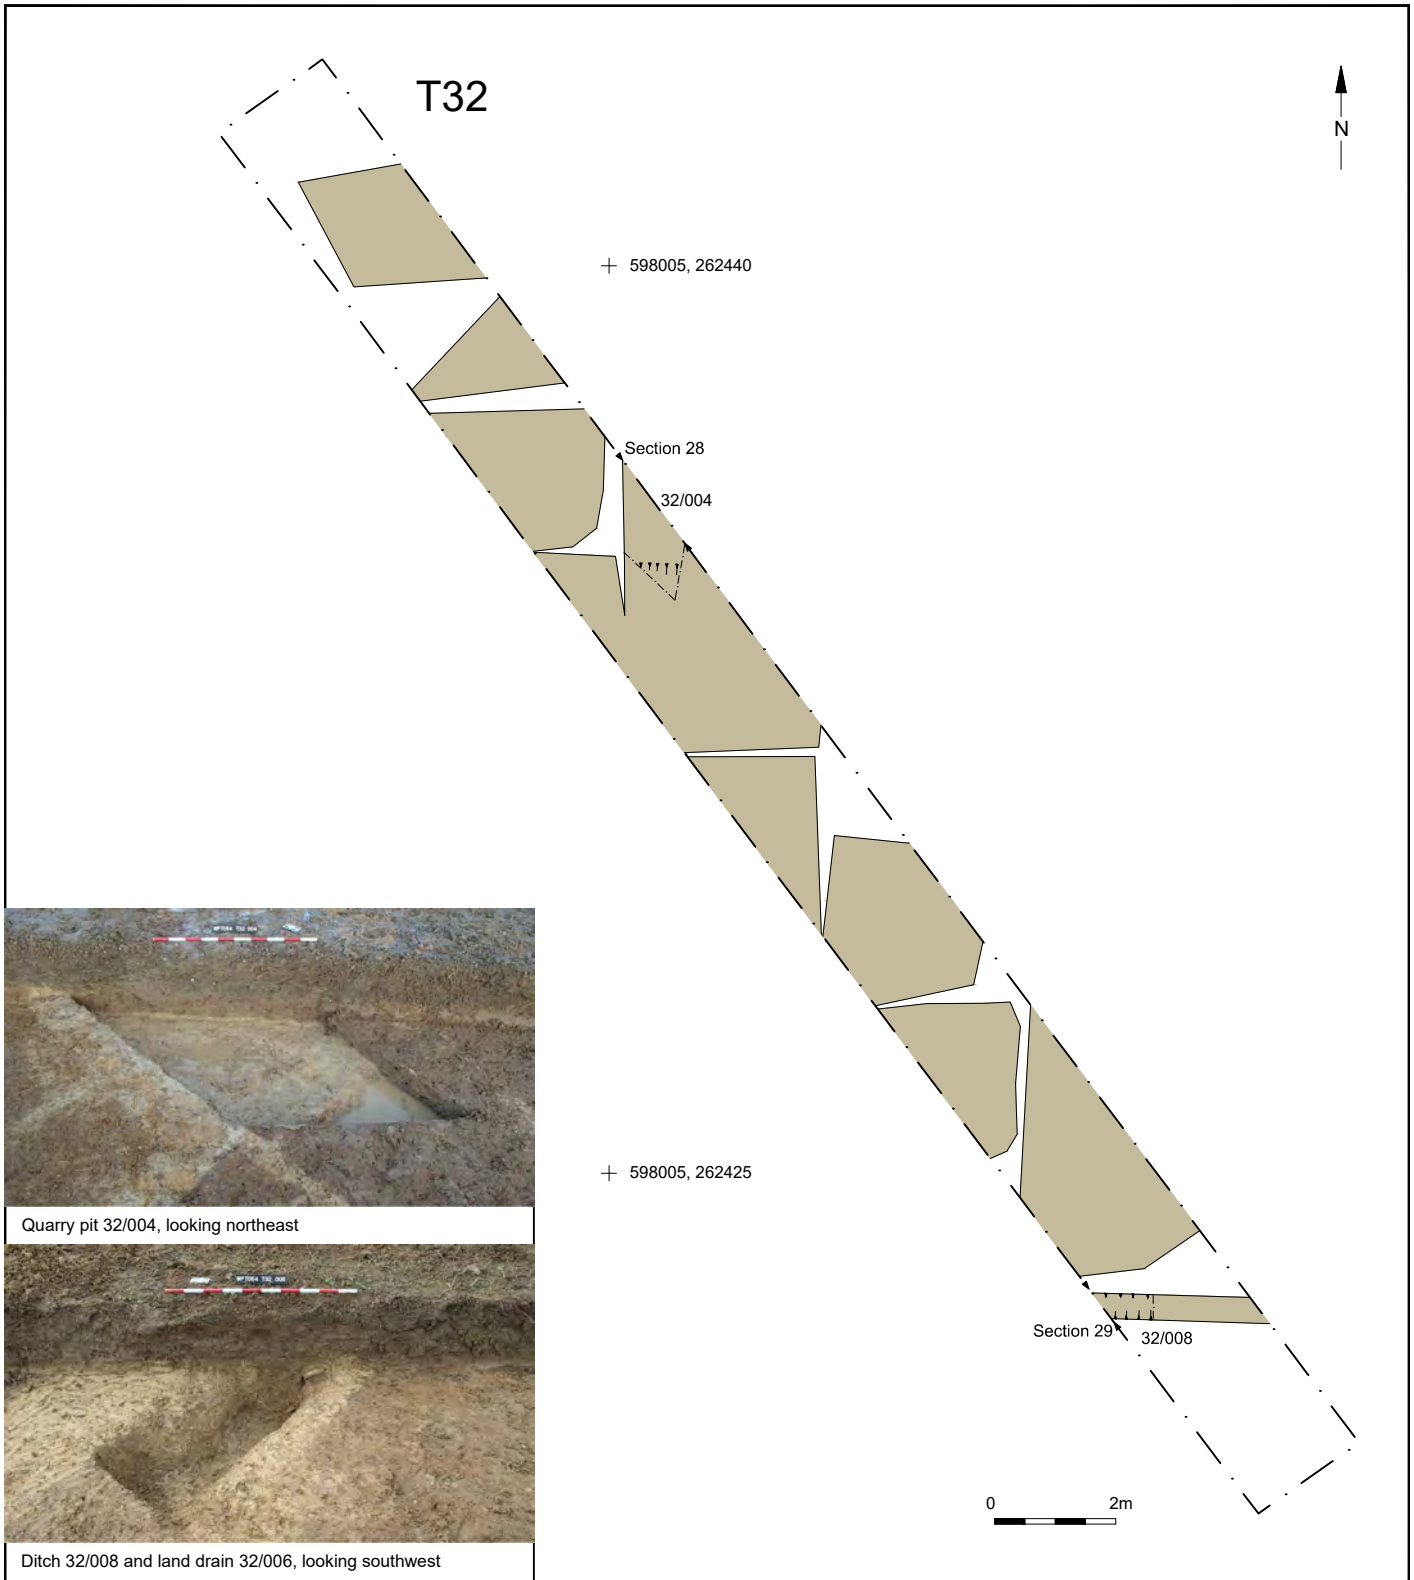 T32
N
598005, 262440
Section 28
32/004
598005, 262425
Section 29
32/008
0 2m
Quarry pit 32/004, looking northeast
Ditch 32/008 and land drain 32/006, looking southwest